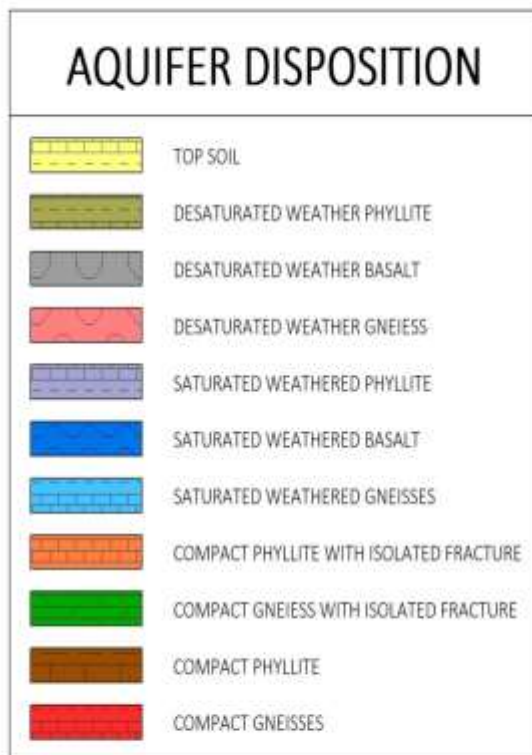 AQUIFER DISPOSITION
TOP SOIL
DESATURATED WEATHER PHYLLITE
DESATURATED WEATHER BASALT
DESATURATED WEATHER GNEIESS
SATURATED WEATHERED PHYLLITE
SATURATED WEATHERED BASALT
SATURATED WEATHERED GNEISSES
COMPACT PHYLLITE WITH ISOLATED FRACTURE
COMPACT GNEIESS WITH ISOLATED FRACTURE
COMPACT PHYLLITE
COMPACT GNEISSES